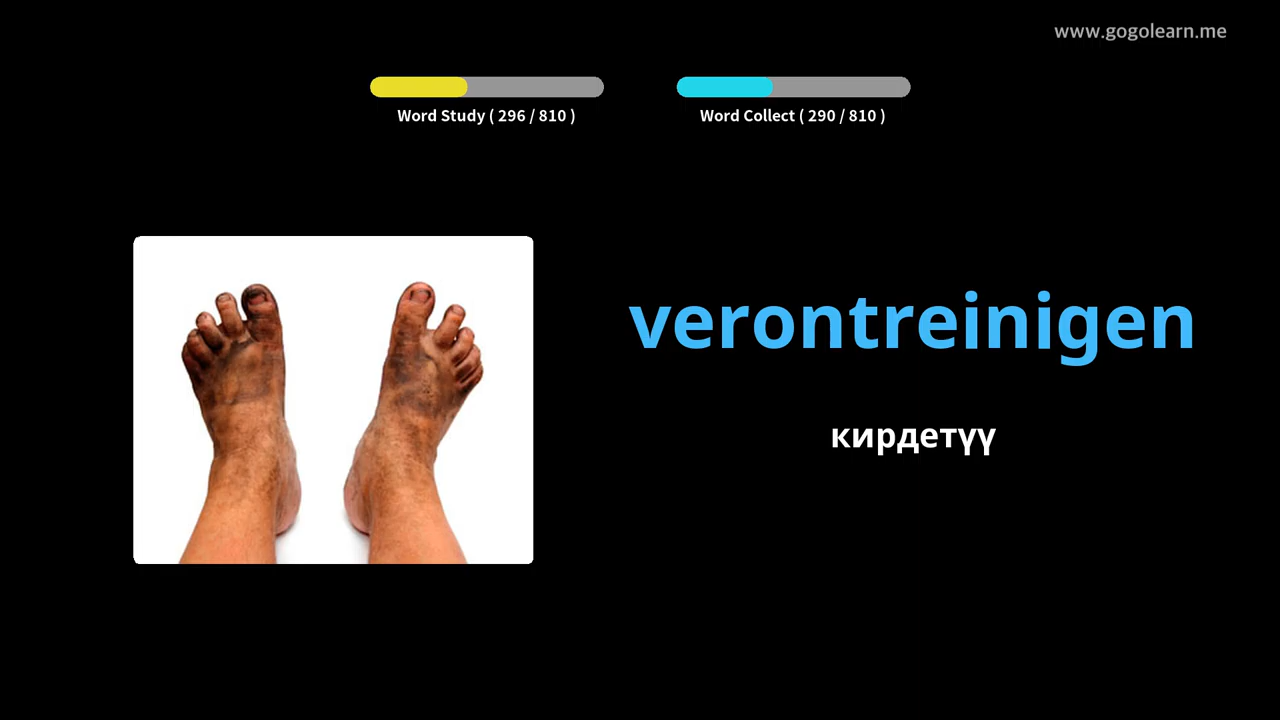 www.gogolearn.me
Word Study ( 296 / 810 )
Word Collect ( 290 / 810 )
verontreinigen
кирдетүү